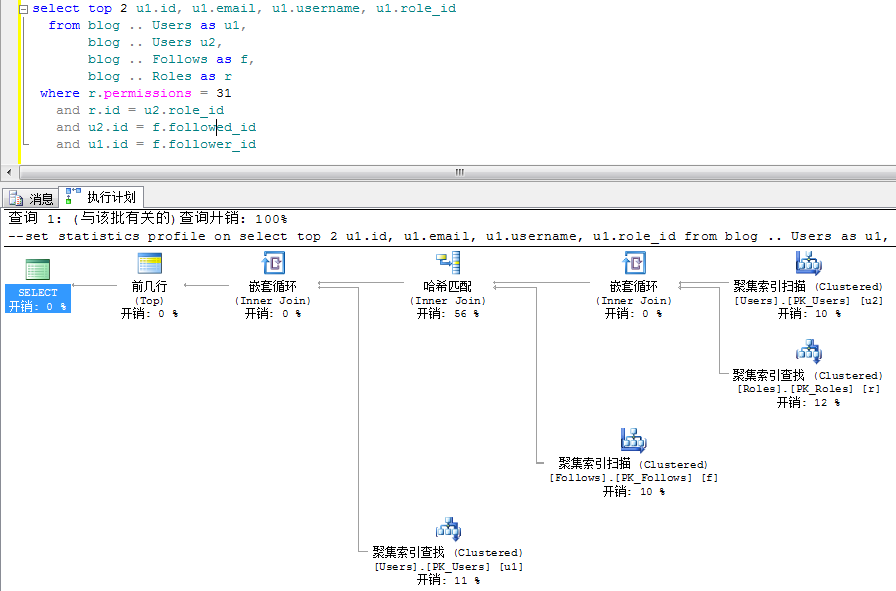 select top 2 u1.id, u1.email, u1.username, u1.role_id
from blog .. Users as u1,
blog .. Users u2,
blog .. Follows as f,
blog .. Roles as r
where r.permissions = 31
and r.id = u2.role_id
and u2.id = f.followed_id
and u1.id = f.follower_id
消息 执行计划
查询 1: (与该批有关的)查询开销: 100%
--set statistics profile on select top 2 u1.id, u1.email, u1.username, u1.role_id from blog .. Users as u1,
SELECT
开销: 0 %
前几行
(Top)
开销: 0 %
嵌套循环
(Inner Join)
开销: 0 %
哈希匹配
(Inner Join)
开销: 56 %
嵌套循环
(Inner Join)
开销: 0 %
聚集索引扫描 (Clustered)
[Users].[PK_Users] [u2]
开销: 10 %
聚集索引查找 (Clustered)
[Roles].[PK_Roles] [r]
开销: 12 %
聚集索引扫描 (Clustered)
[Follows].[PK_Follows] [f]
开销: 10 %
聚集索引查找 (Clustered)
[Users].[PK_Users] [u1]
开销: 11 %